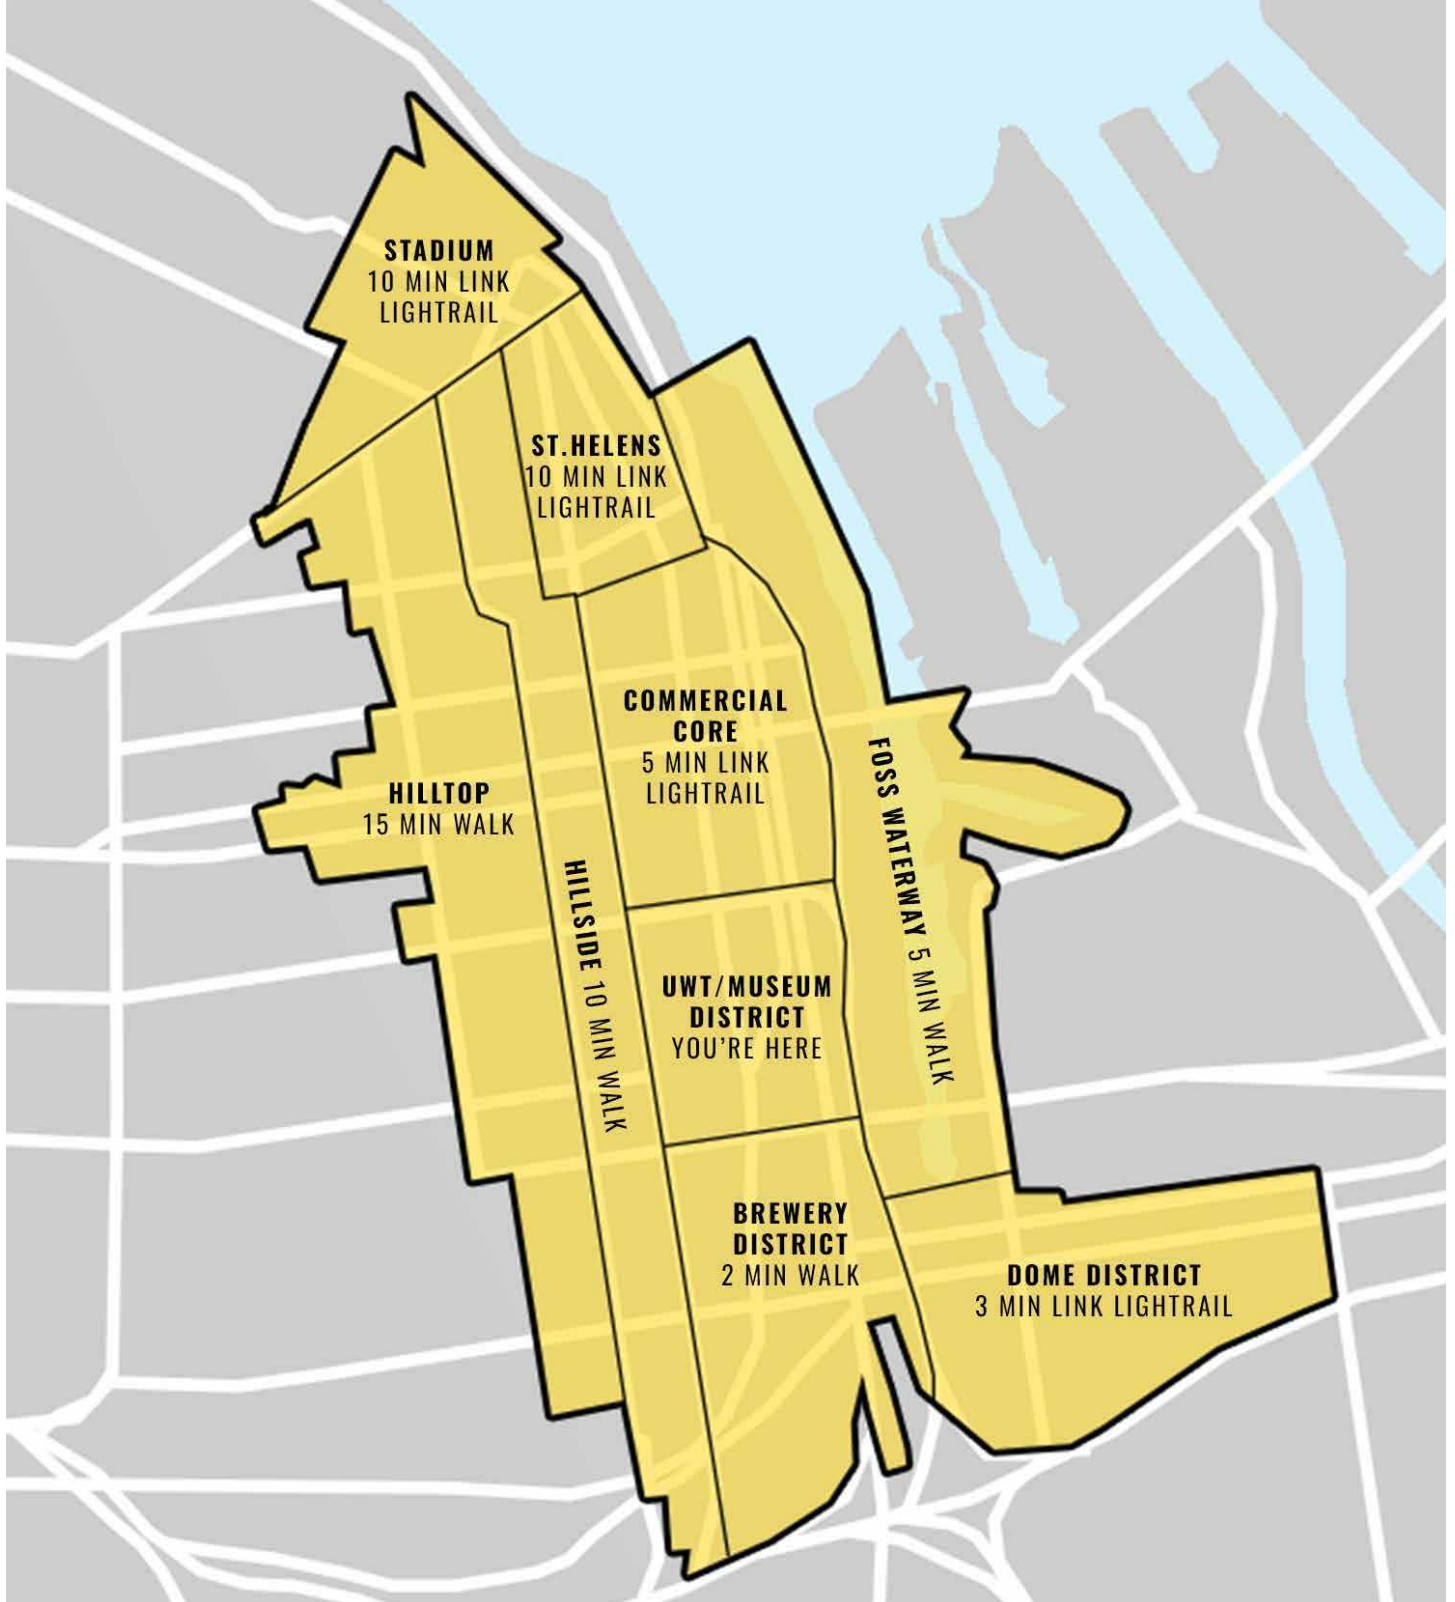 STADIUM
10 MIN LINK
LIGHTRAIL
ST.HELENS
10 MIN LINK
LIGHTRAIL
COMMERCIAL
CORE
5 MIN LINK
LIGHTRAIL
HILLTOP
15 MIN WALK
FOSS WATERWAY 5 MIN WALK
HILLSIDE 10 MIN WALK
UWT/MUSEUM
DISTRICT
YOU'RE HERE
BREWERY
DISTRICT
2 MIN WALK
DOME DISTRICT
3 MIN LINK LIGHTRAIL